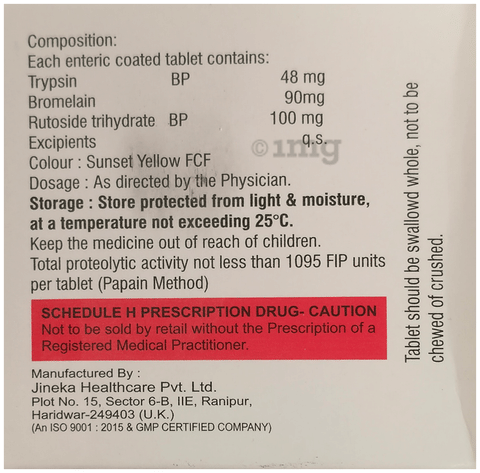 Composition:
Each enteric coated tablet contains:
Trypsin BP 48 mg
Bromelain 90mg
Rutoside trihydrate BP 100 mg
Excipients q.s.
©1mg
Colour : Sunset Yellow FCF
Dosage : As directed by the Physician.
Storage : Store protected from light & moisture,
at a temperature not exceeding 25°C.
Keep the medicine out of reach of children.
Total proteolytic activity not less than 1095 FIP units
per tablet (Papain Method)
SCHEDULE H PRESCRIPTION DRUG- CAUTION
Not to be sold by retail without the Prescription of a
Registered Medical Practitioner.
Manufactured By :
Jineka Healthcare Pvt. Ltd.
Plot No. 15, Sector 6-B, IIE, Ranipur,
Haridwar-249403 (U.K.)
(An ISO 9001 : 2015 & GMP CERTIFIED COMPANY)
Tablet should be swallowd whole, not to be
chewed of crushed.